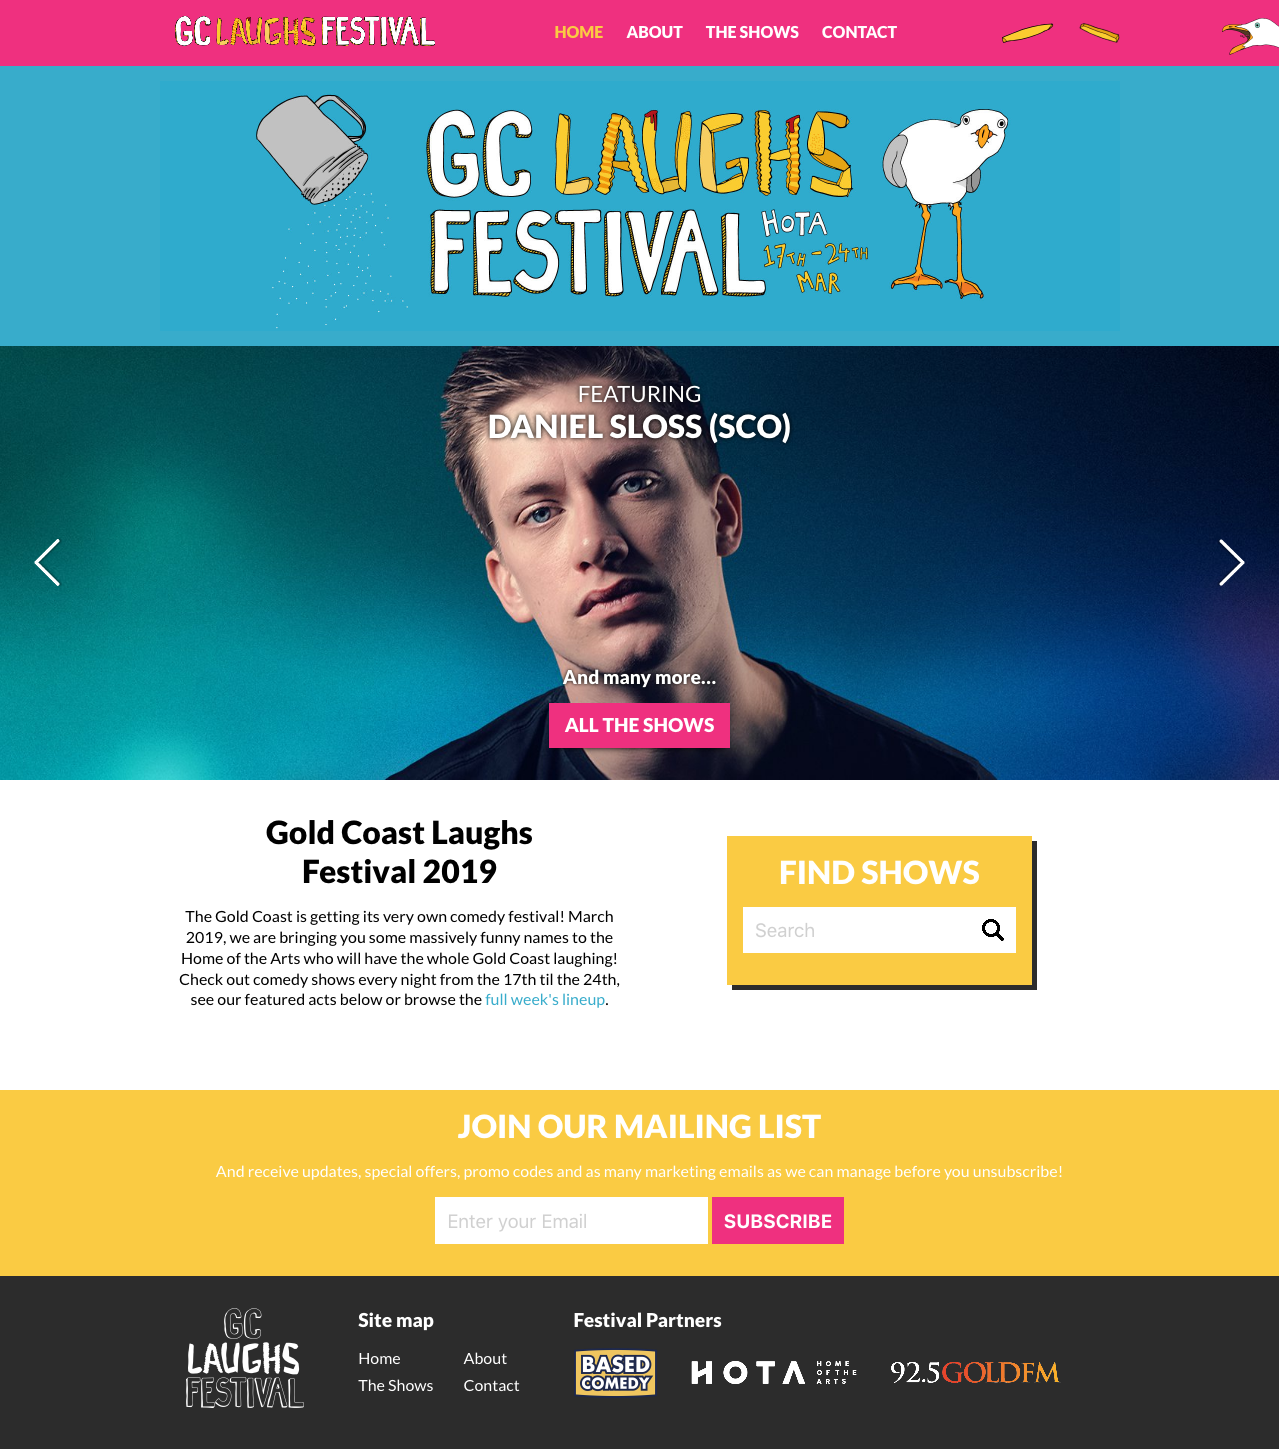 GC LAUGHS FESTIVAL
HOME ABOUT THE SHOWS CONTACT
GC LAUGHS
FESTIVAL
HOTA
17TH - 24TH
MAR
FEATURING
DANIEL SLOSS (SCO)
And many more...
ALL THE SHOWS
Gold Coast Laughs
Festival 2019
The Gold Coast is getting its very own comedy festival! March
2019, we are bringing you some massively funny names to the
Home of the Arts who will have the whole Gold Coast laughing!
Check out comedy shows every night from the 17th til the 24th,
see our featured acts below or browse the full week's lineup.
FIND SHOWS
Search
JOIN OUR MAILING LIST
And receive updates, special offers, promo codes and as many marketing emails as we can manage before you unsubscribe!
Enter your Email
SUBSCRIBE
GC
LAUGHS
FESTIVAL
Site map
Home
About
The Shows
Contact
Festival Partners
BASED
COMEDY
HOTA
HOME
OF THE
ARTS
92.5 GOLD FM